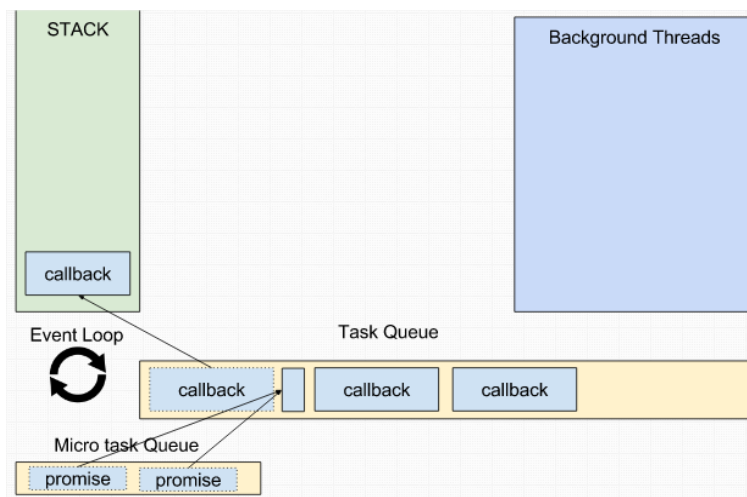 STACK
Background Threads
callback
Event Loop
Task Queue
callback
callback
callback
Micro task Queue
promise
promise